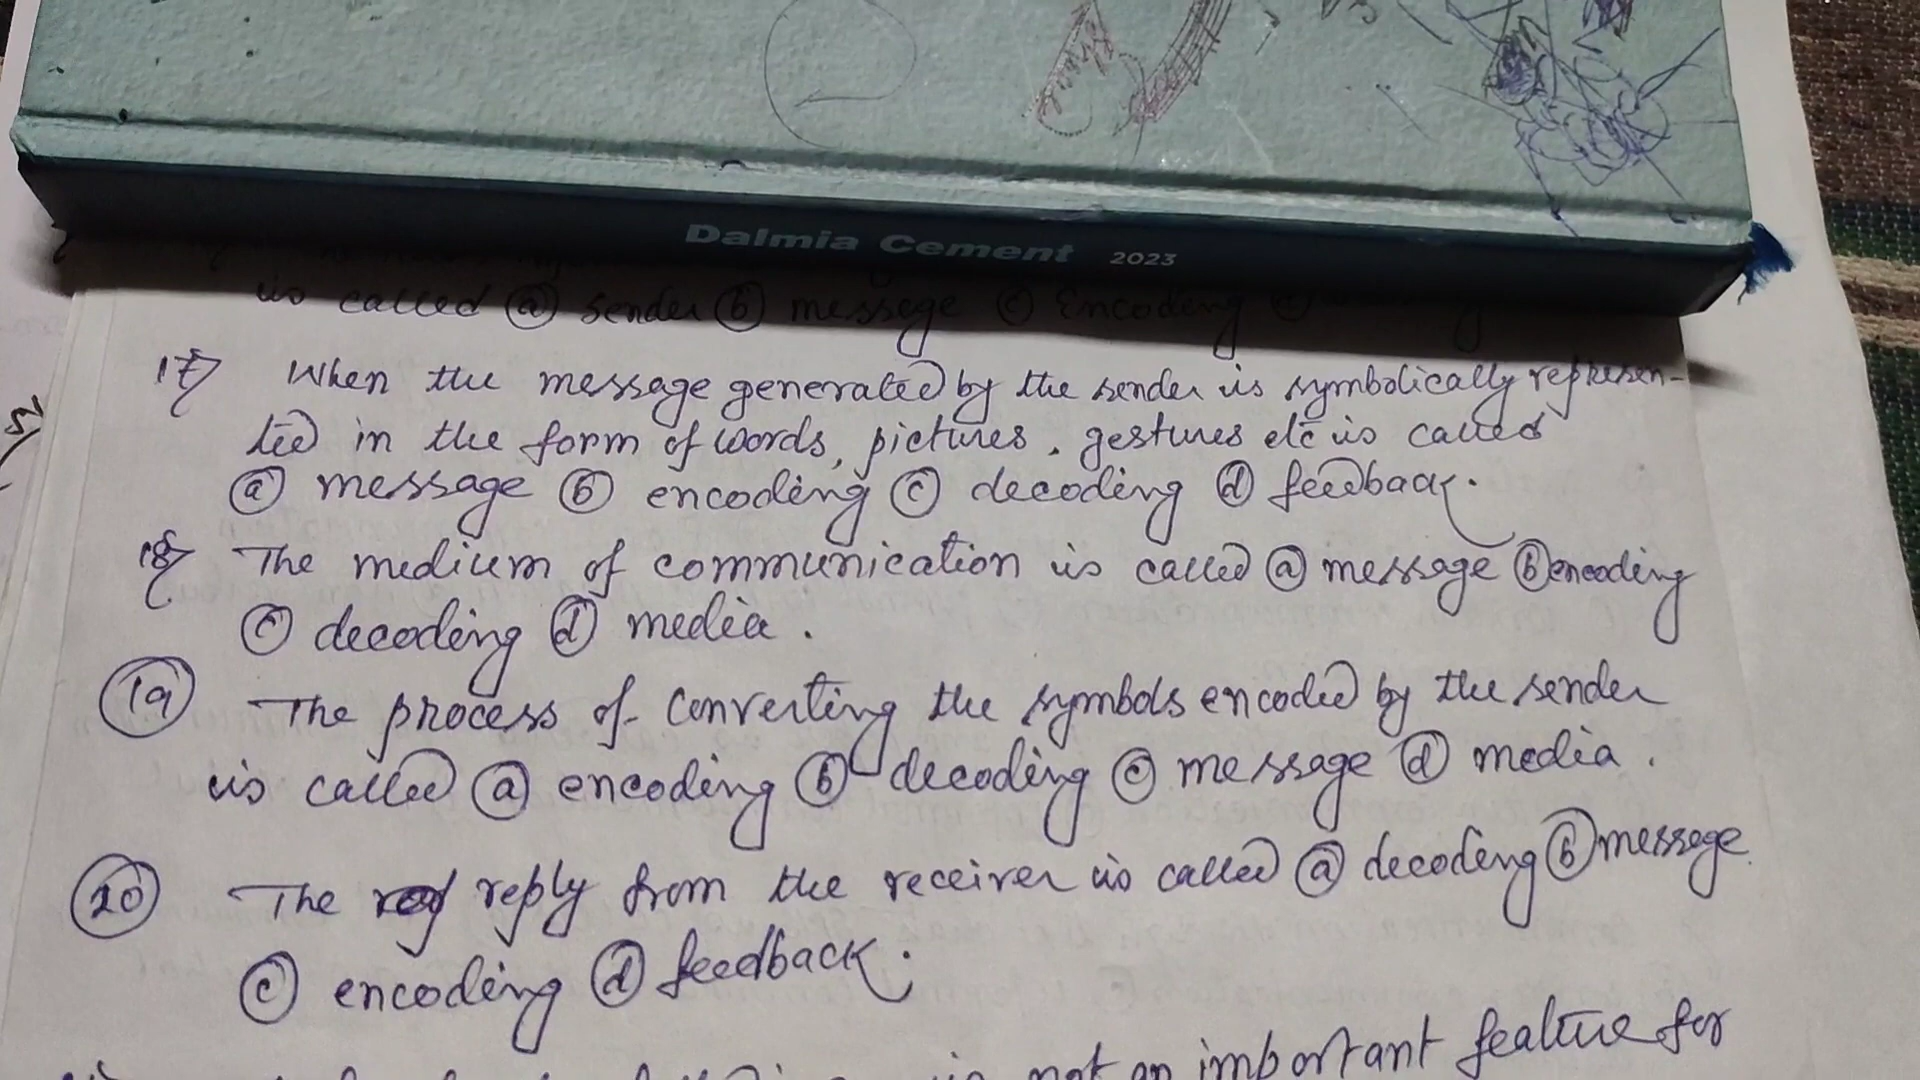 Dalmia Cement 2023
is called (a) sender (b) messege (c) Encoding
17) When the message generated by the sender is symbolically represen-
ted in the form of words, pictures, gestures etc is called
(a) message (b) encoding (c) decoding (d) feedback.
18) The medium of communication is called (a) message (b) encoding
(c) decoding (d) media.
(19) The process of converting the symbols encoded by the sender
is called (a) encoding (b) decoding (c) message (d) media.
(20) The reply from the receiver is called (a) decoding (b) messege
(c) encoding (d) feedback.
is not an important feature for